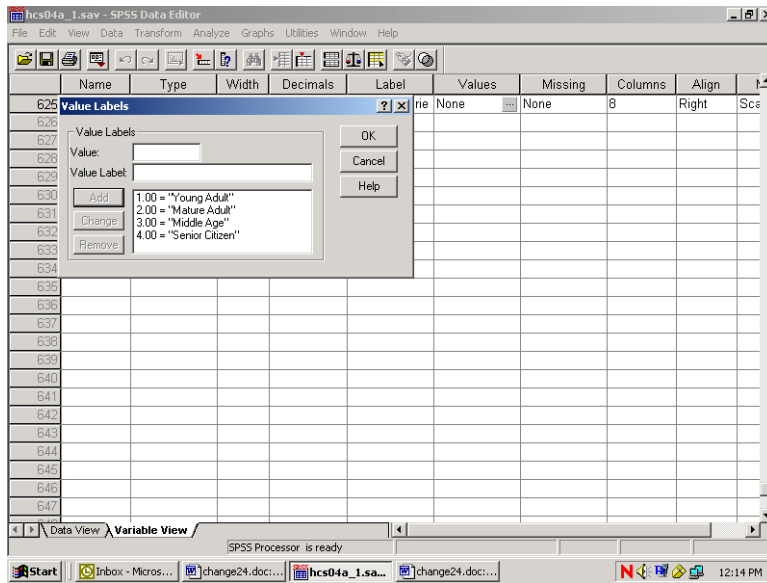 hcs04a_1.sav - SPSS Data Editor
File Edit View Data Transform Analyze Graphs Utilities Window Help
Name Type Width Decimals Label Values Missing Columns Align
625 rie None ... None 8 Right Sca
Value Labels
626
Value Labels
OK
627
Value:
628
Cancel
629
Value Label:
Help
630
Add
1.00 = "Young Adult"
631
2.00 = "Mature Adult"
Change
3.00 = "Middle Age"
632
4.00 = "Senior Citizen"
633
Remove
634
635
636
637
638
639
640
641
642
643
644
645
646
647
Data View Variable View
SPSS Processor is ready
Start Inbox - Micros... change24.doc:... hcs04a_1.sa... change24.doc:... N 12:14 PM